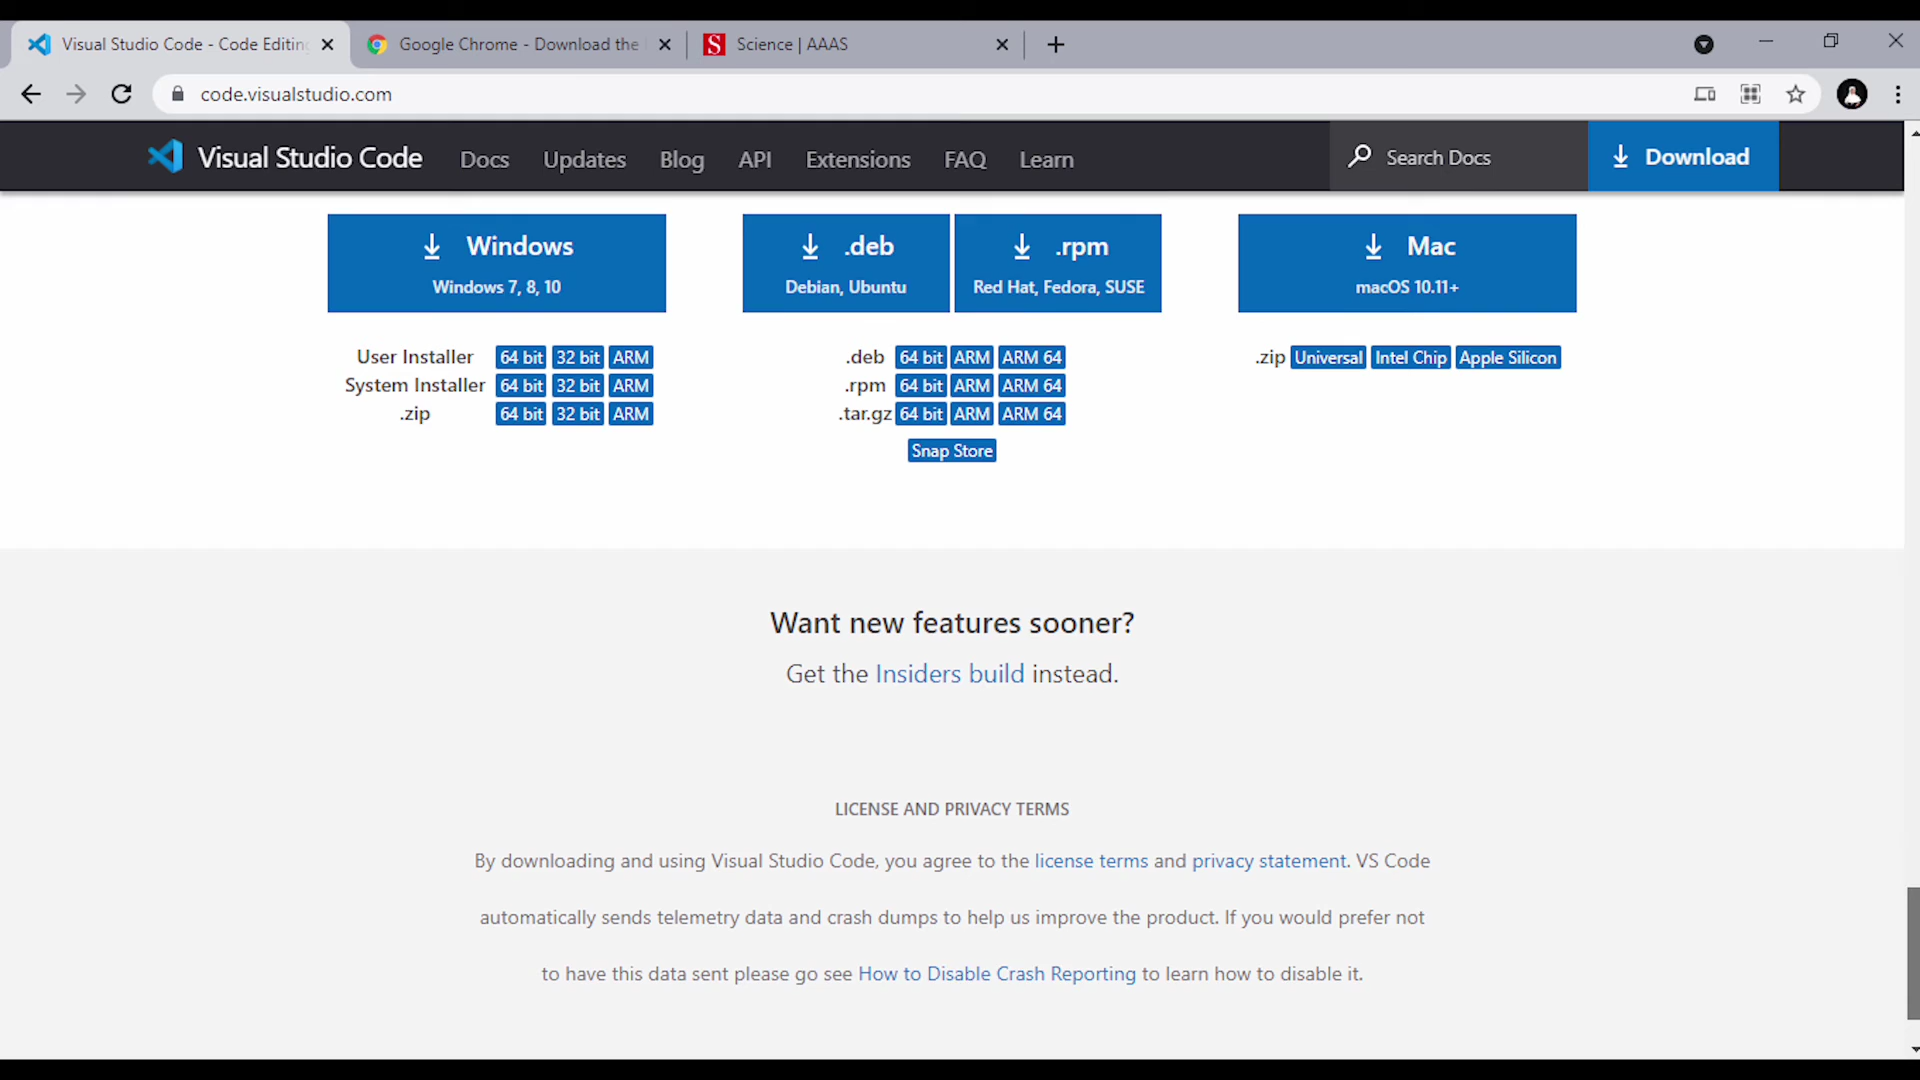 Visual Studio Code - Code Editing
Google Chrome - Download the
Science | AAAS
code.visualstudio.com
Visual Studio Code
Docs
Updates
Blog
API
Extensions
FAQ
Learn
Search Docs
Download
Windows
Windows 7, 8, 10
.deb
Debian, Ubuntu
.rpm
Red Hat, Fedora, SUSE
Mac
macOS 10.11+
User Installer 64 bit 32 bit ARM
System Installer 64 bit 32 bit ARM
.zip 64 bit 32 bit ARM
.deb 64 bit ARM ARM 64
.rpm 64 bit ARM ARM 64
.tar.gz 64 bit ARM ARM 64
Snap Store
.zip Universal Intel Chip Apple Silicon
Want new features sooner?
Get the Insiders build instead.
LICENSE AND PRIVACY TERMS
By downloading and using Visual Studio Code, you agree to the license terms and privacy statement. VS Code
automatically sends telemetry data and crash dumps to help us improve the product. If you would prefer not
to have this data sent please go see How to Disable Crash Reporting to learn how to disable it.